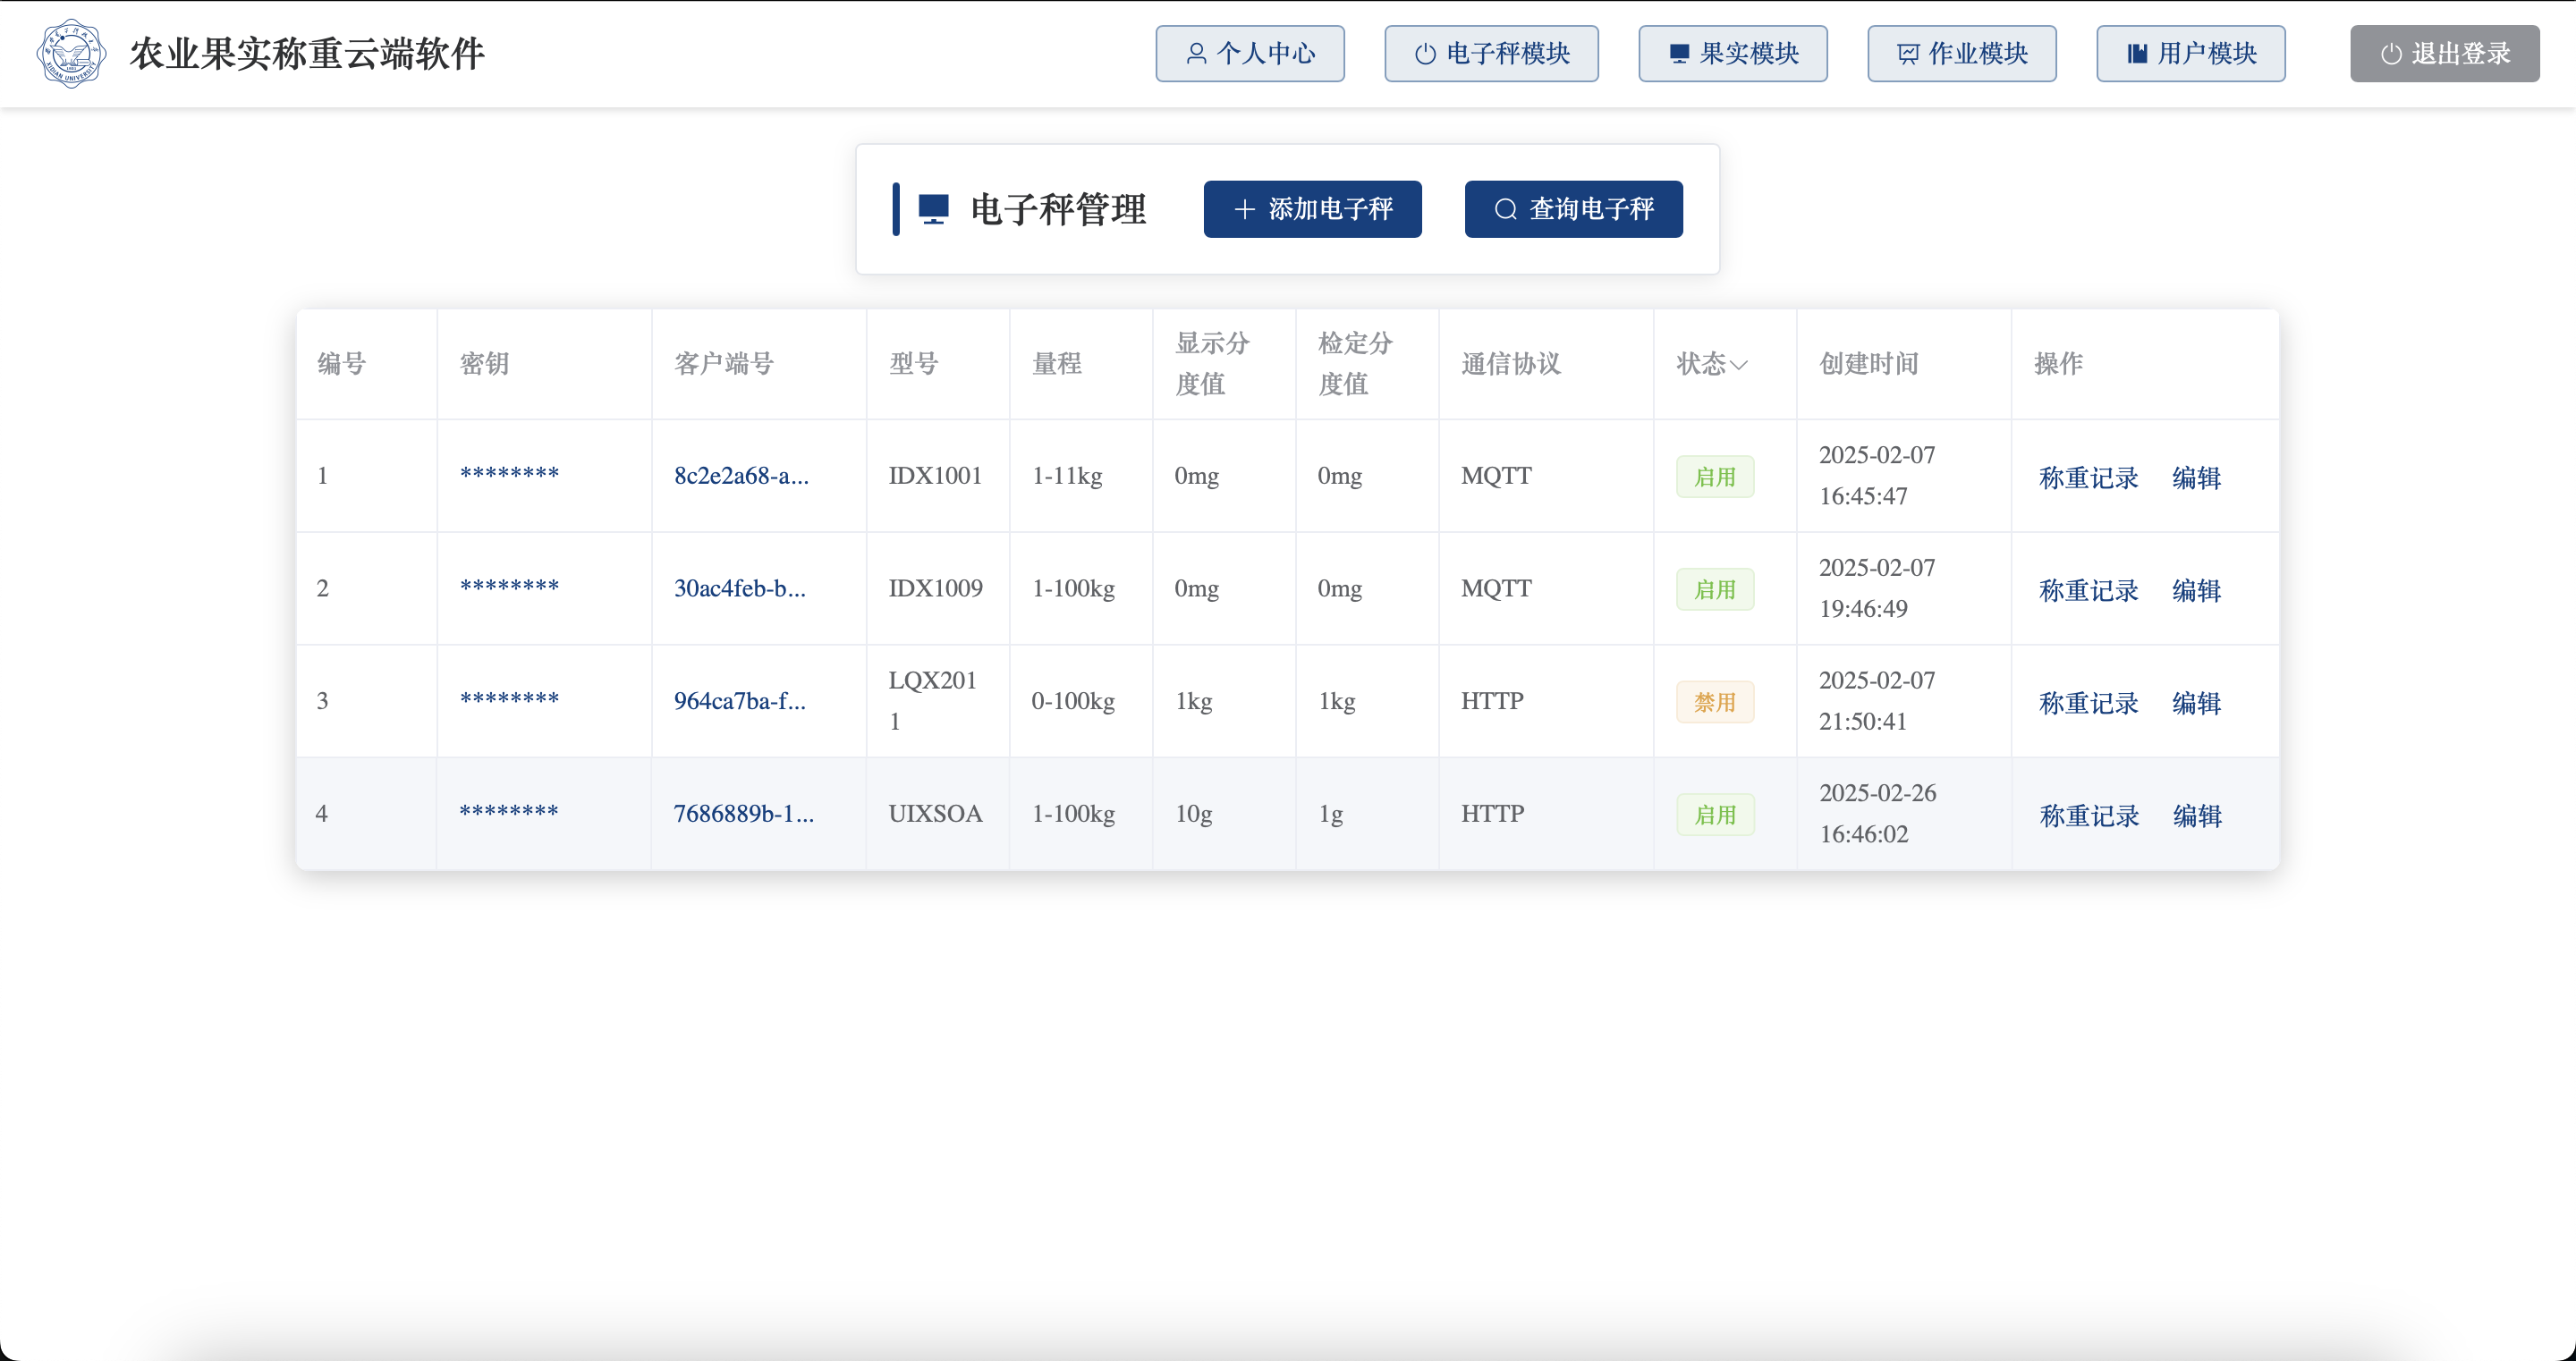 农业果实称重云端软件
个人中心
电子秤模块
果实模块
作业模块
用户模块
退出登录
XIDIAN UNIVERSITY
电子秤管理
添加电子秤
查询电子秤
编号 密钥 客户端号 型号 量程 显示分度值 检定分度值 通信协议 状态 创建时间 操作
1 ******** 8c2e2a68-a... IDX1001 1-11kg 0mg 0mg MQTT 启用 2025-02-07 16:45:47 称重记录 编辑
2 ******** 30ac4feb-b... IDX1009 1-100kg 0mg 0mg MQTT 启用 2025-02-07 19:46:49 称重记录 编辑
3 ******** 964ca7ba-f... LQX2011 0-100kg 1kg 1kg HTTP 禁用 2025-02-07 21:50:41 称重记录 编辑
4 ******** 7686889b-1... UIXSOA 1-100kg 10g 1g HTTP 启用 2025-02-26 16:46:02 称重记录 编辑